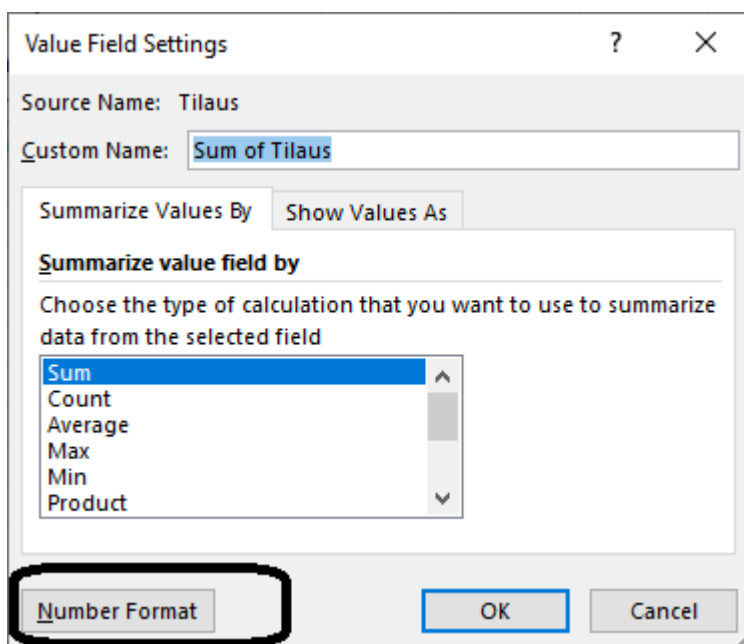 Value Field Settings ?
Source Name: Tilaus
Custom Name: Sum of Tilaus
Summarize Values By Show Values As
Summarize value field by
Choose the type of calculation that you want to use to summarize
data from the selected field
Sum
Count
Average
Max
Min
Product
Number Format OK Cancel